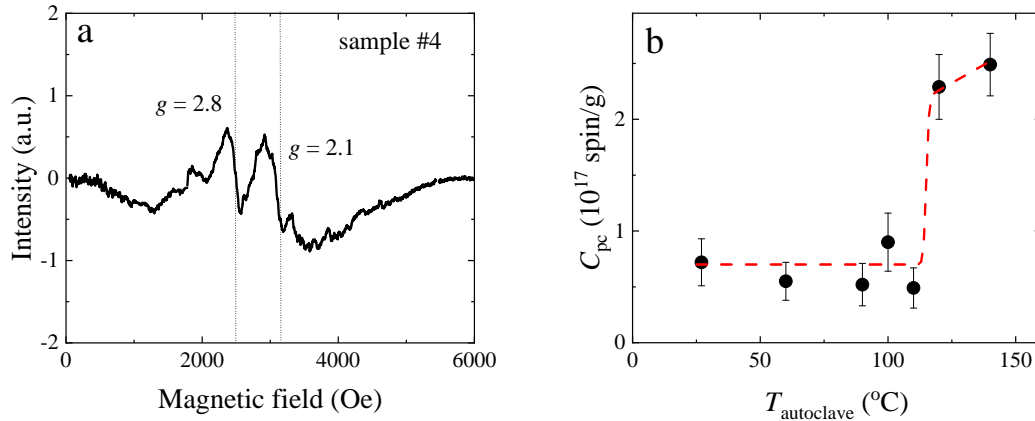 a
sample #4
g = 2.8
g = 2.1
Intensity (a.u.)
2
1
0
-1
-2
0
2000
4000
6000
Magnetic field (Oe)
b
C_pc (10^17 spin/g)
2
1
0
0
50
100
150
T_autoclave (°C)